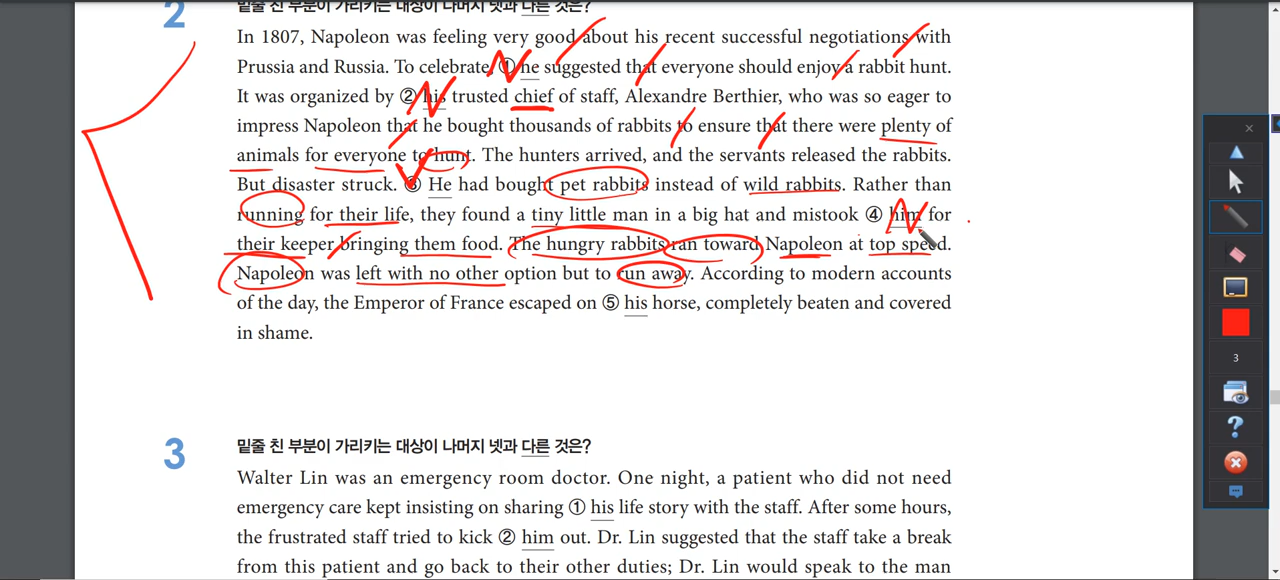 2
밑줄 친 부분이 가리키는 대상이 나머지 넷과 다른 것은?
In 1807, Napoleon was feeling very good about his recent successful negotiations with
Prussia and Russia. To celebrate, ① he suggested that everyone should enjoy a rabbit hunt.
N
It was organized by ② his trusted chief of staff, Alexandre Berthier, who was so eager to
N
impress Napoleon that he bought thousands of rabbits to ensure that there were plenty of
animals for everyone to hunt. The hunters arrived, and the servants released the rabbits.
But disaster struck. ③ He had bought pet rabbits instead of wild rabbits. Rather than
running for their life, they found a tiny little man in a big hat and mistook ④ him for
N
their keeper bringing them food. The hungry rabbits ran toward Napoleon at top speed.
Napoleon was left with no other option but to run away. According to modern accounts
of the day, the Emperor of France escaped on ⑤ his horse, completely beaten and covered
in shame.
3
밑줄 친 부분이 가리키는 대상이 나머지 넷과 다른 것은?
Walter Lin was an emergency room doctor. One night, a patient who did not need
emergency care kept insisting on sharing ① his life story with the staff. After some hours,
the frustrated staff tried to kick ② him out. Dr. Lin suggested that the staff take a break
from this patient and go back to their other duties; Dr. Lin would speak to the man
3